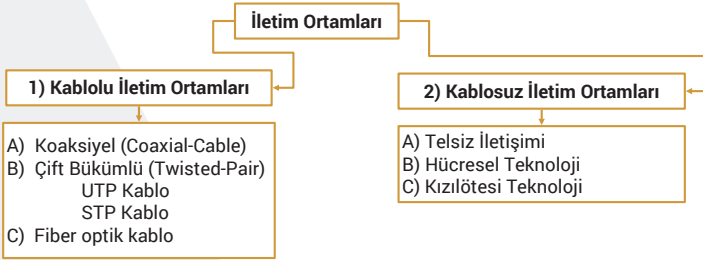 İletim Ortamları
1) Kablolu İletim Ortamları
A) Koaksiyel (Coaxial-Cable)
B) Çift Bükümlü (Twisted-Pair)
UTP Kablo
STP Kablo
C) Fiber optik kablo
2) Kablosuz İletim Ortamları
A) Telsiz İletişimi
B) Hücresel Teknoloji
C) Kızılötesi Teknoloji